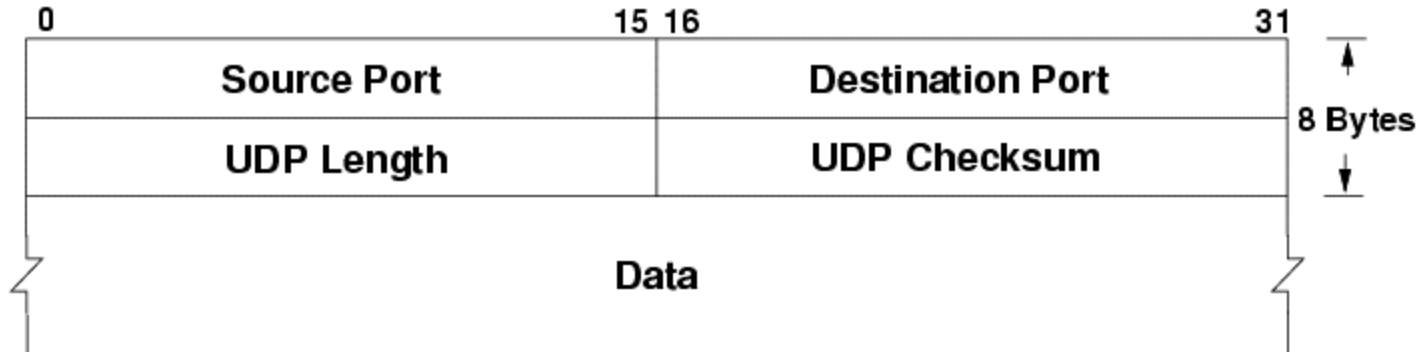 0 15 16 31
Source Port Destination Port
8 Bytes
UDP Length UDP Checksum
Data